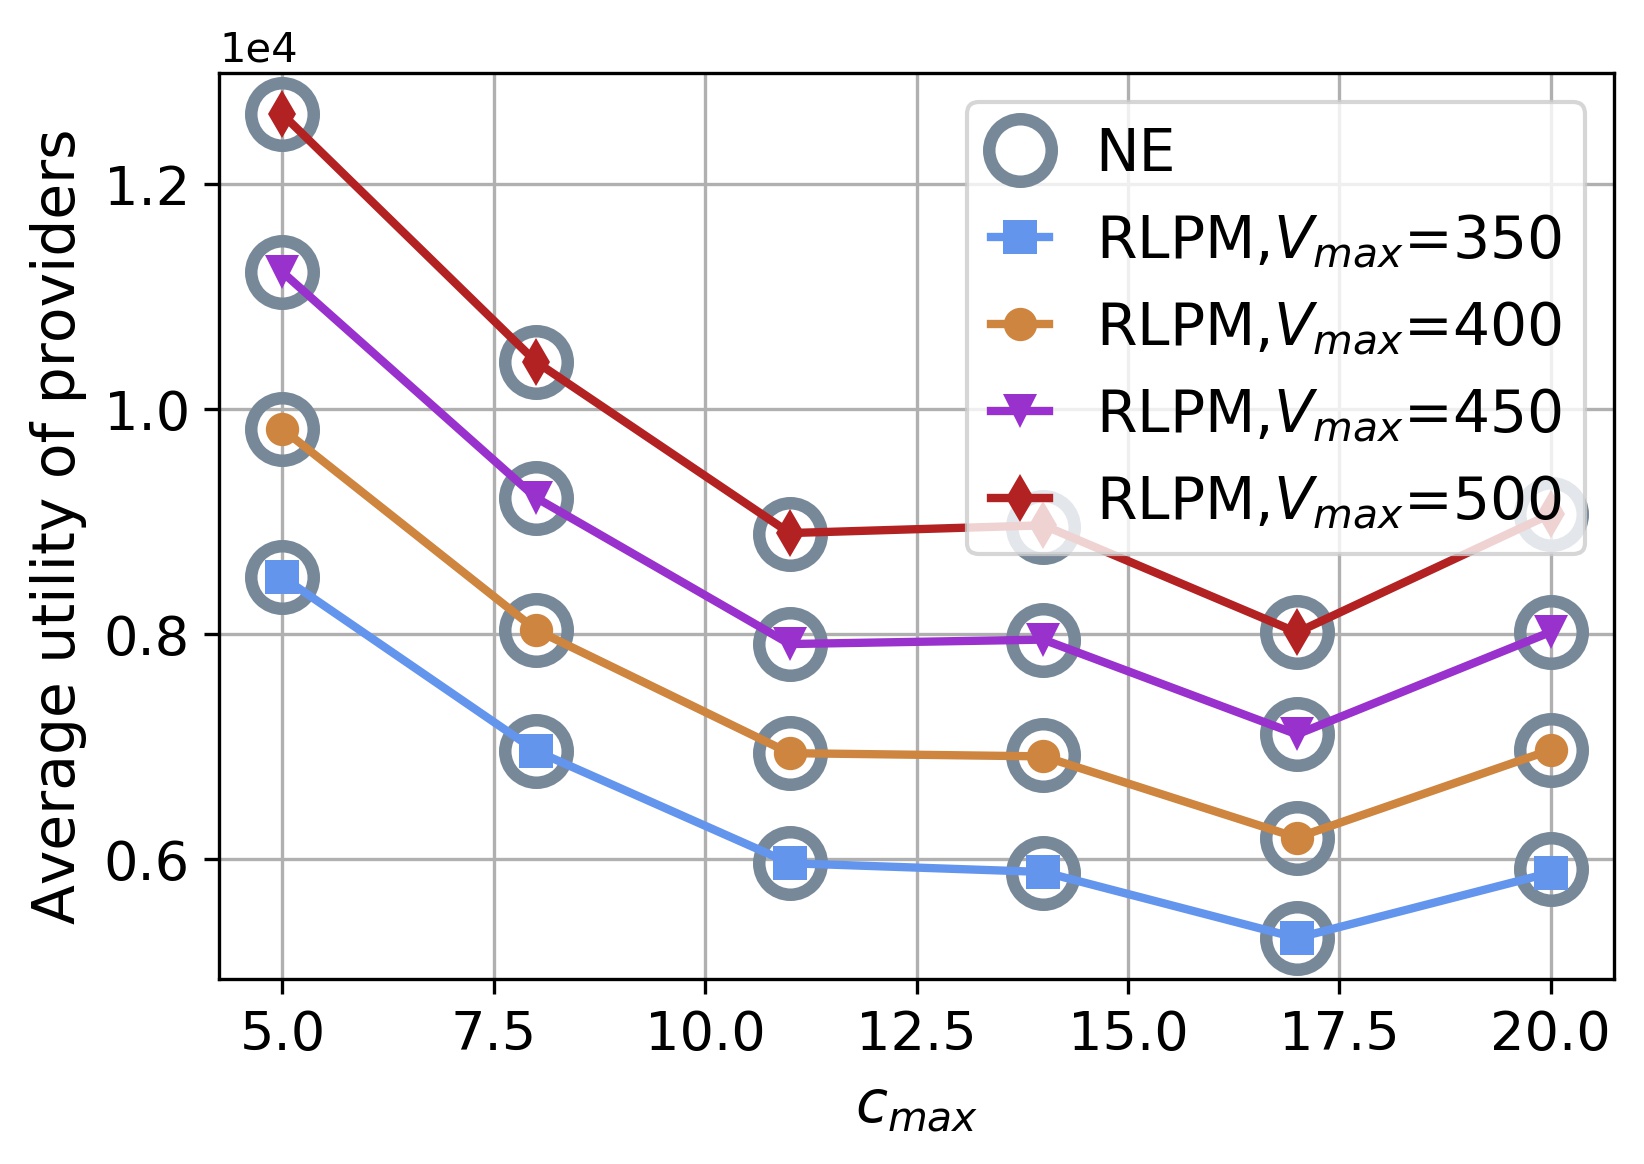 1e4
Average utility of providers
1.2
1.0
0.8
0.6
NE
RLPM,Vmax=350
RLPM,Vmax=400
RLPM,Vmax=450
RLPM,Vmax=500
5.0 7.5 10.0 12.5 15.0 17.5 20.0
cmax